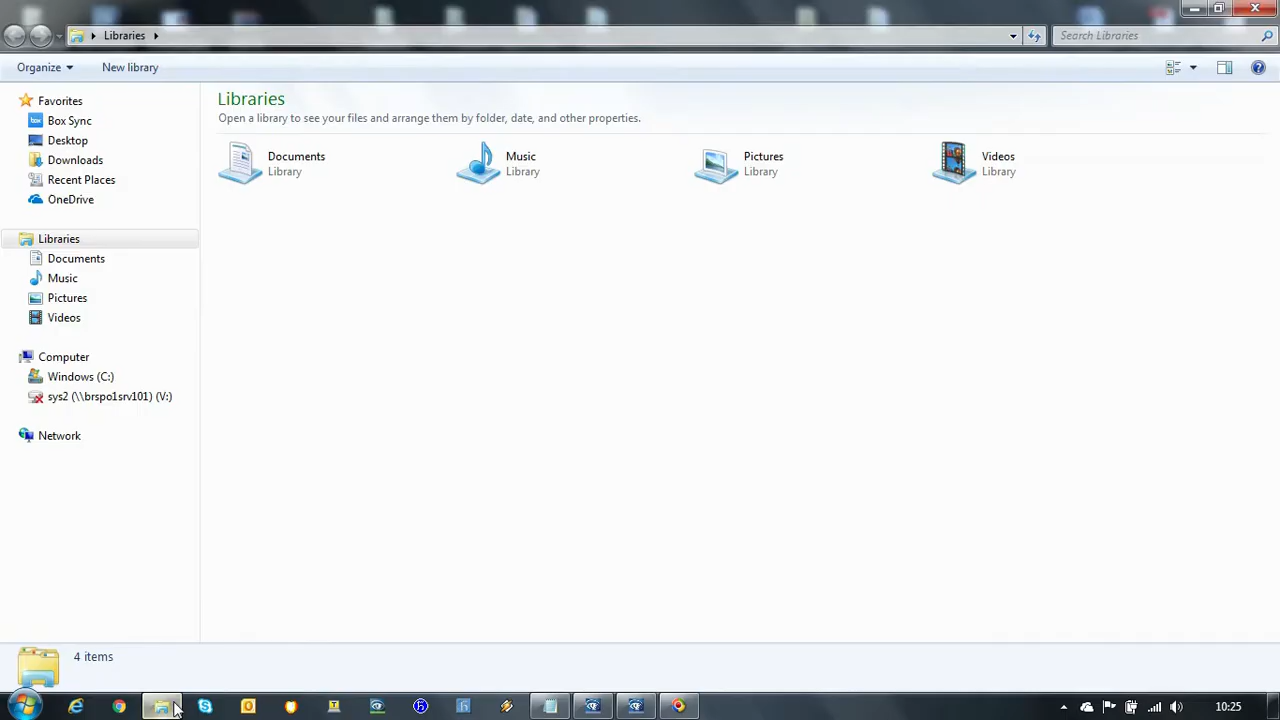 Libraries
Search Libraries
Organize
New library
Favorites
Box Sync
Desktop
Downloads
Recent Places
OneDrive
Libraries
Documents
Music
Pictures
Videos
Computer
Windows (C:)
sys2 (\\brspo1srv101) (V:)
Network
Libraries
Open a library to see your files and arrange them by folder, date, and other properties.
Documents
Library
Music
Library
Pictures
Library
Videos
Library
4 items
10:25